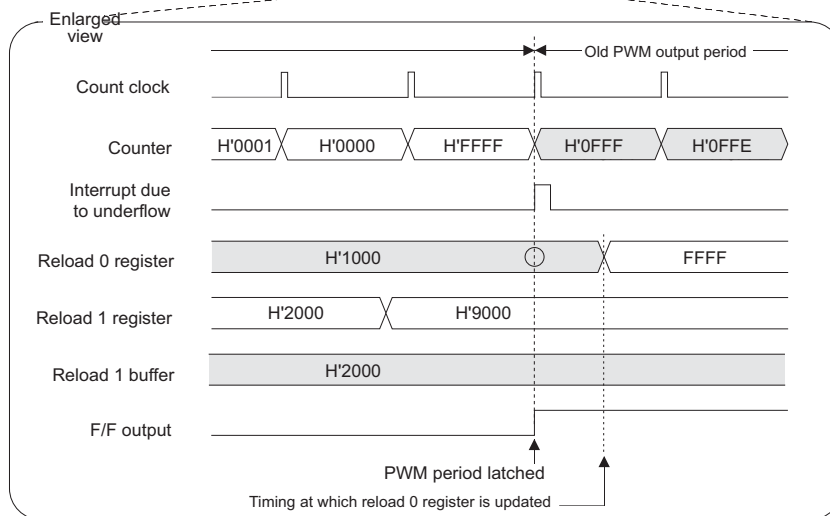 Enlarged
view
Old PWM output period
Count clock
Counter
H'0001
H'0000
H'FFFF
H'0FFF
H'0FFE
Interrupt due
to underflow
Reload 0 register
H'1000
FFFF
Reload 1 register
H'2000
H'9000
Reload 1 buffer
H'2000
F/F output
PWM period latched
Timing at which reload 0 register is updated